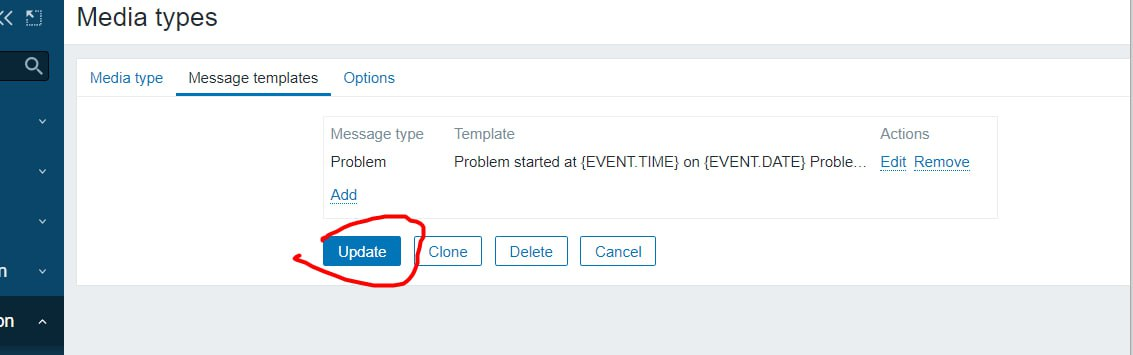 Media types
Media type Message templates Options
Message type Template Actions
Problem Problem started at {EVENT.TIME} on {EVENT.DATE} Proble... Edit Remove
Add
Update Clone Delete Cancel
n
on